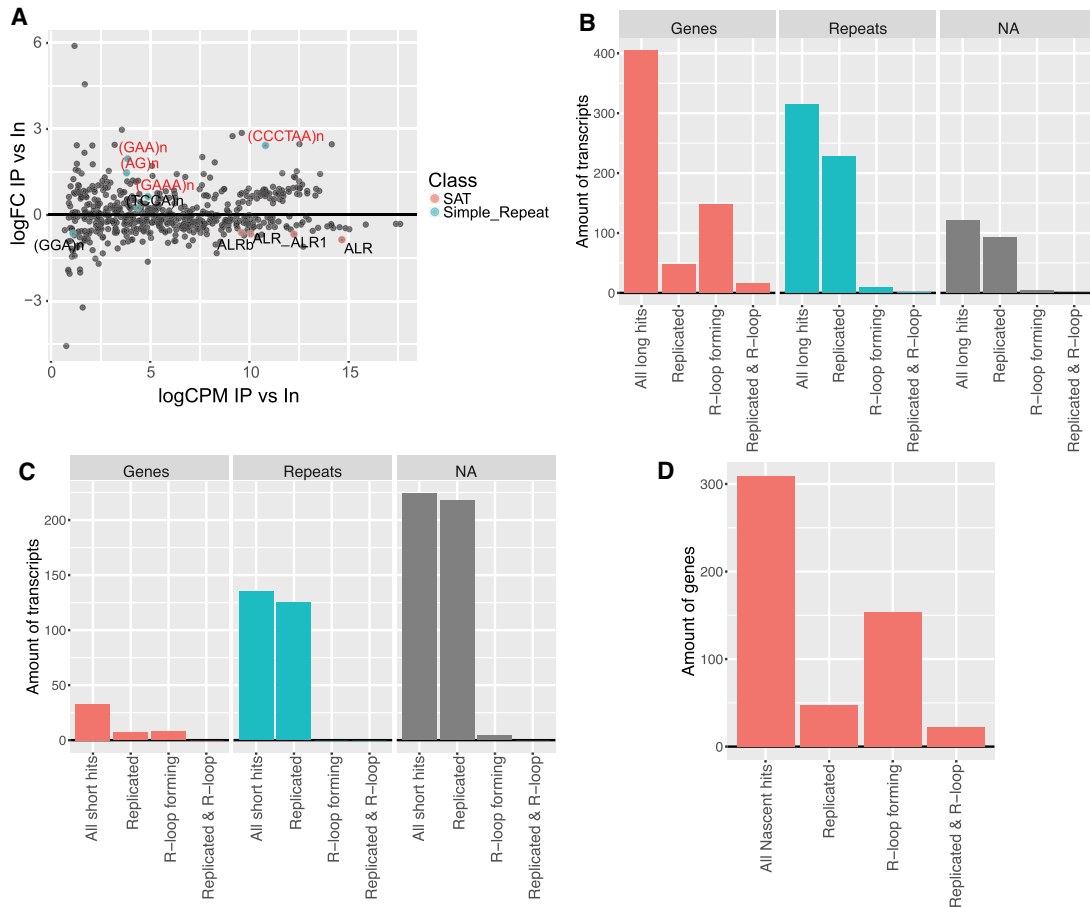 A
6
3
0
−3
0
5
10
15
logFC IP vs In
logCPM IP vs In
(CCCTAA)n
(GAA)n
(AG)n
(GAAA)n
(TCCA)n
(GGA)n
ALRb
ALR_
ALR1
ALR
Class
SAT
Simple_Repeat
B
Genes
Repeats
NA
400
300
200
100
0
Amount of transcripts
All long hits
Replicated
R−loop forming
Replicated & R−loop
All long hits
Replicated
R−loop forming
Replicated & R−loop
All long hits
Replicated
R−loop forming
Replicated & R−loop
C
Genes
Repeats
NA
200
150
100
50
0
Amount of transcripts
All short hits
Replicated
R−loop forming
Replicated & R−loop
All short hits
Replicated
R−loop forming
Replicated & R−loop
All short hits
Replicated
R−loop forming
Replicated & R−loop
D
300
200
100
0
Amount of genes
All Nascent hits
Replicated
R−loop forming
Replicated & R−loop